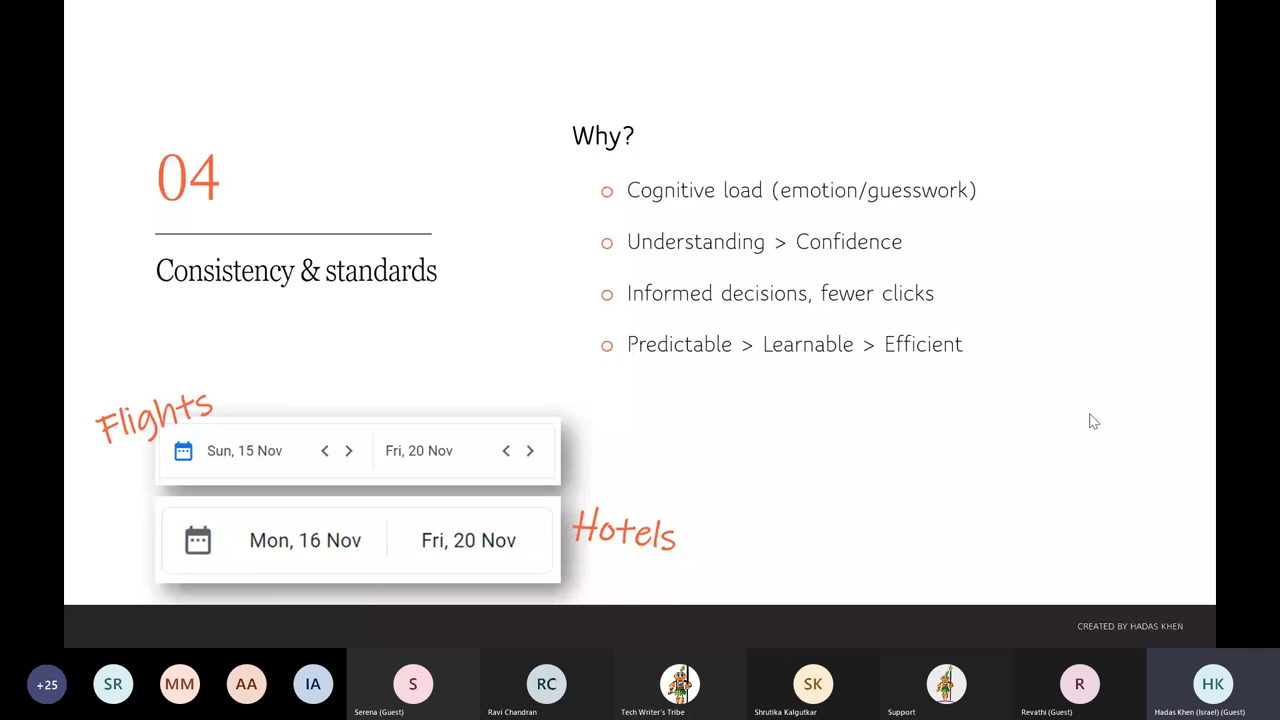 04
Consistency & standards
Why?
Cognitive load (emotion/guesswork)
Understanding > Confidence
Informed decisions, fewer clicks
Predictable > Learnable > Efficient
Flights
Sun, 15 Nov
Fri, 20 Nov
Mon, 16 Nov
Fri, 20 Nov
Hotels
CREATED BY HADAS KHEN
+25
SR
MM
AA
IA
S
Serena (Guest)
RC
Ravi Chandran
Tech Writer's Tribe
SK
Shrutika Kalgutkar
Support
R
Revathi (Guest)
HK
Hadas Khen (Israel) (Guest)